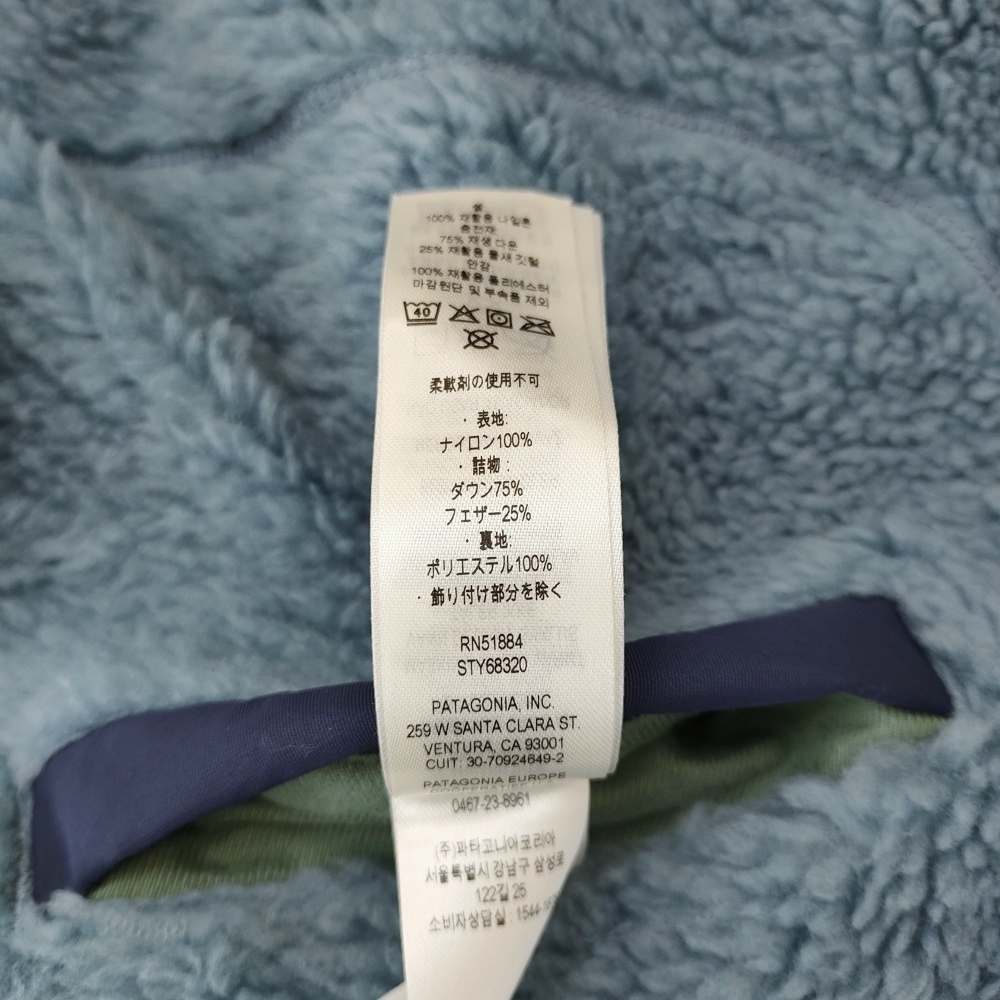 셸
100% 재활용 나일론
충전재
75% 재생 다운
25% 재활용 물새 깃털
안감:
100% 재활용 폴리에스터
마감원단 및 부속품 제외
40
柔軟剤の使用不可
・表地:
ナイロン100%
・詰物:
ダウン75%
フェザー25%
・裏地:
ポリエステル100%
・飾り付け部分を除く
RN51884
STY68320
PATAGONIA, INC.
259 W SANTA CLARA ST.
VENTURA, CA 93001
CUIT: 30-70924649-2
PATAGONIA EUROPE
0467-23-8961
(주)파타고니아코리아
서울특별시 강남구 삼성로
122길 26
소비자상담실 : 1544-